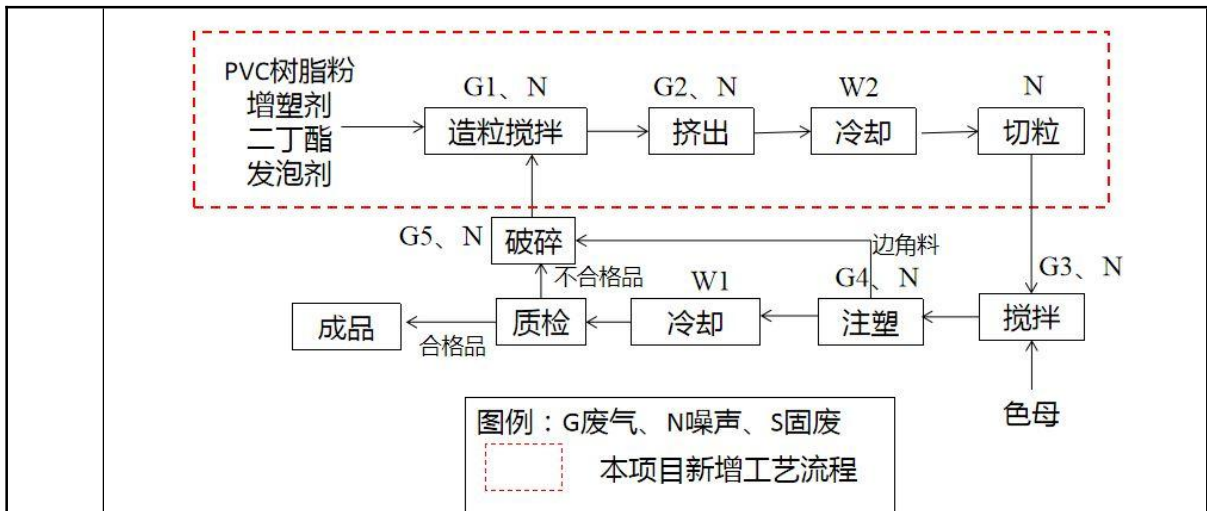 PVC树脂粉
增塑剂
二丁酯
发泡剂
G1、N
G2、N
W2
N
造粒搅拌
挤出
冷却
切粒
G5、N
破碎
边角料
G3、N
不合格品
W1
G4、N
成品
合格品
质检
冷却
注塑
搅拌
色母
图例：G废气、N噪声、S固废
本项目新增工艺流程